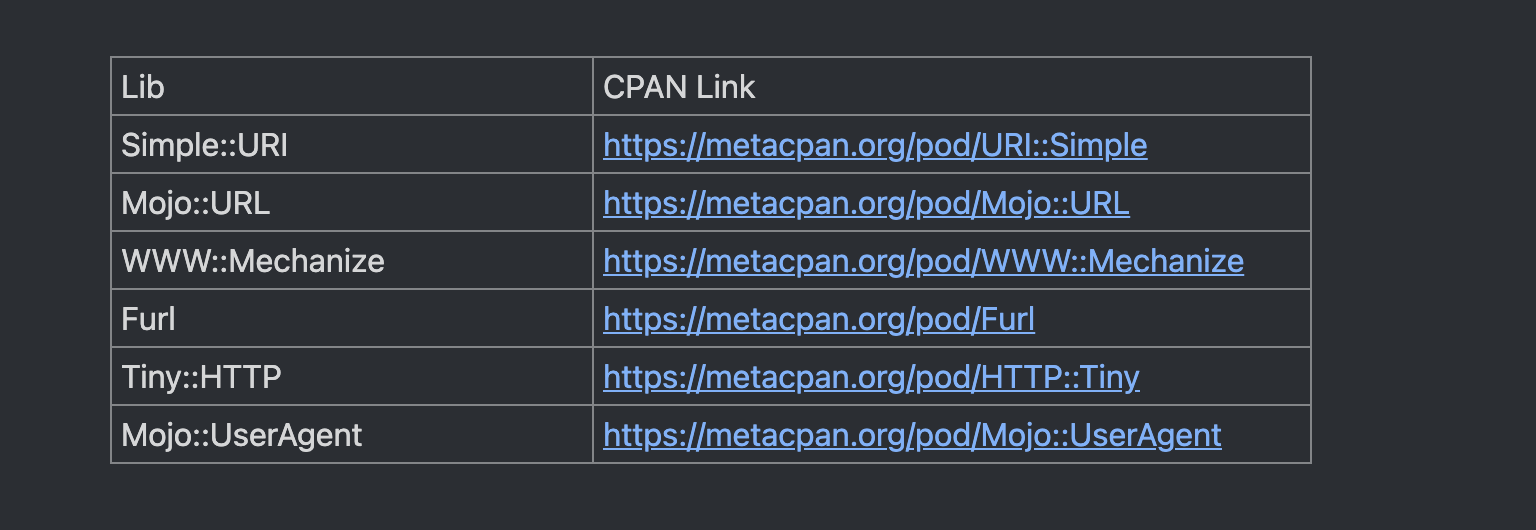 Lib CPAN Link
Simple::URI https://metacpan.org/pod/URI::Simple
Mojo::URL https://metacpan.org/pod/Mojo::URL
WWW::Mechanize https://metacpan.org/pod/WWW::Mechanize
Furl https://metacpan.org/pod/Furl
Tiny::HTTP https://metacpan.org/pod/HTTP::Tiny
Mojo::UserAgent https://metacpan.org/pod/Mojo::UserAgent